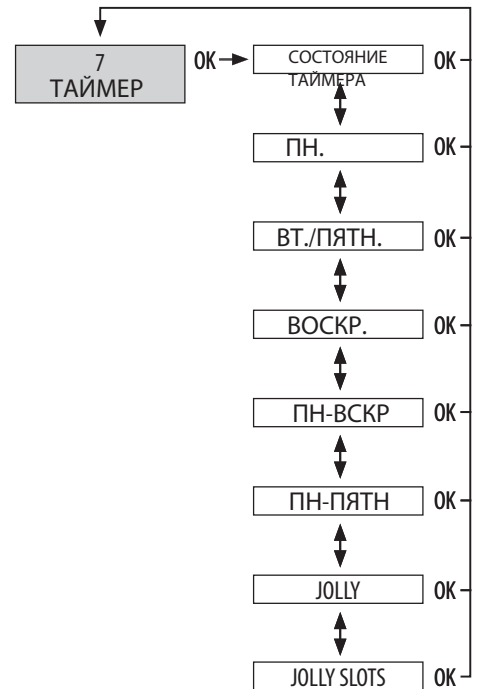 7
ТАЙМЕР
OK
СОСТОЯНИЕ
ТАЙМЕРА
OK
ПН.
OK
ВТ./ПЯТН.
OK
ВОСКР.
OK
ПН-ВСКР
OK
ПН-ПЯТН
OK
JOLLY
OK
JOLLY SLOTS
OK